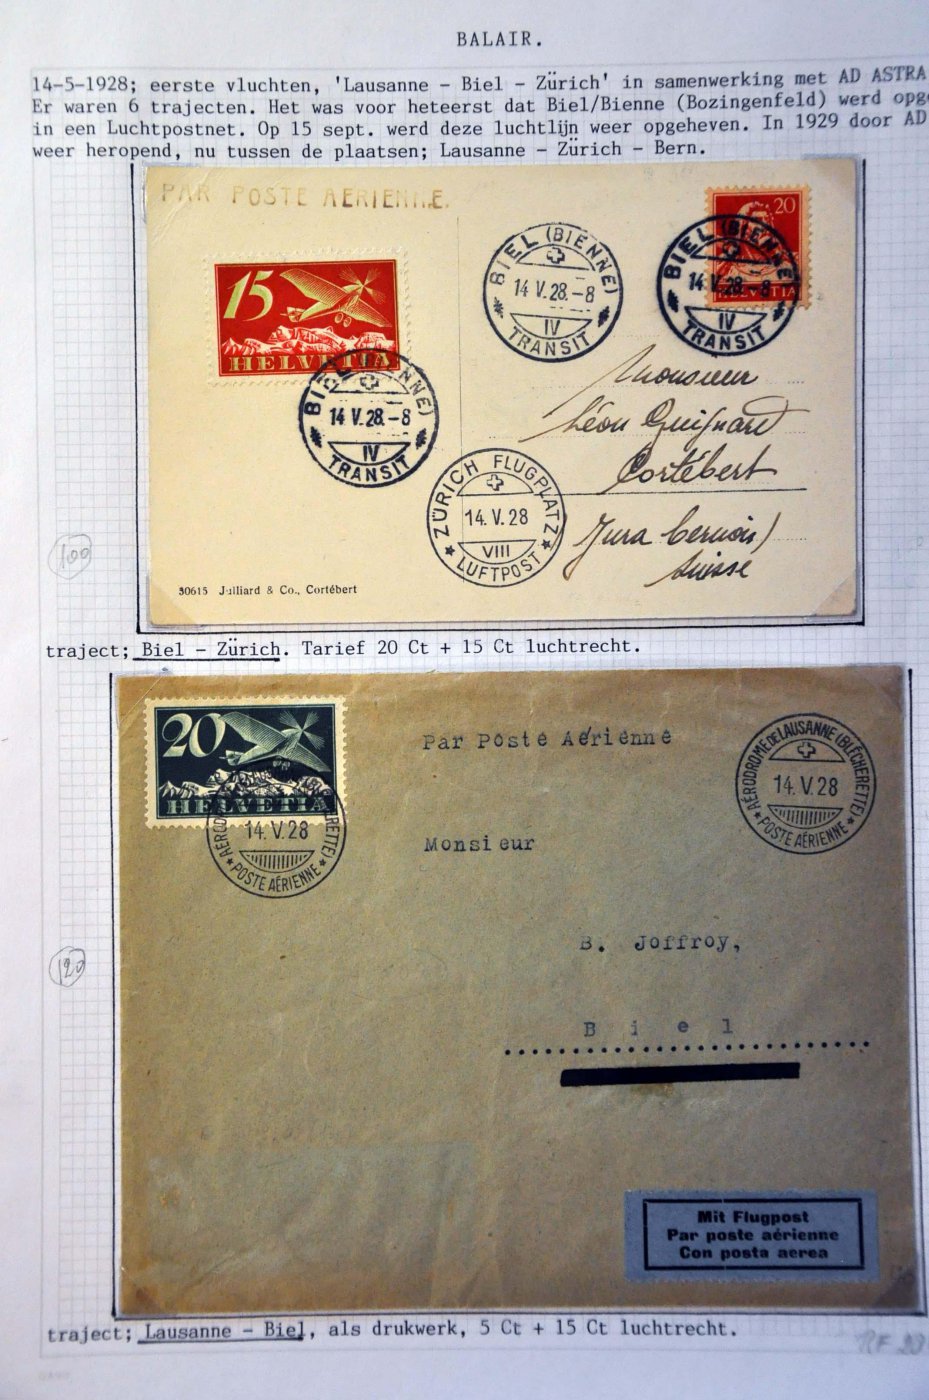 BALAIR.
14-5-1928; eerste vluchten, 'Lausanne - Biel - Zürich' in samenwerking met AD ASTRA
Er waren 6 trajecten. Het was voor heteerst dat Biel/Bienne (Bozingenfeld) werd opg
in een Luchtpostnet. Op 15 sept. werd deze luchtlijn weer opgeheven. In 1929 door AD
weer heropend, nu tussen de plaatsen; Lausanne - Zürich - Bern.
PAR POSTE AERIENNE.
15
HELVETIA
20
HELVETIA
BIEL (BIENNE)
14 V. 28.-8
IV
TRANSIT
BIEL (BIENNE)
14 V. 28.-8
IV
TRANSIT
BIEL (BIENNE)
14 V. 28.-8
IV
TRANSIT
Monsieur
Léon Guignard
Cortébert
Jura bernois
Suisse
ZÜRICH FLUGPLATZ
14. V. 28
VIII
LUFTPOST
100
30615 Juilliard & Co., Cortébert
traject; Biel - Zürich. Tarief 20 Ct + 15 Ct luchtrecht.
20
HELVETIA
14. V. 28
POSTE AÉRIENNE
Par Poste Aérienne
AÉRODROME DE LAUSANNE (BLÉCHERETTE)
14. V. 28
POSTE AÉRIENNE
Monsieur
B. Joffroy,
Biel
120
Mit Flugpost
Par poste aérienne
Con posta aerea
traject; Lausanne - Biel, als drukwerk, 5 Ct + 15 Ct luchtrecht.